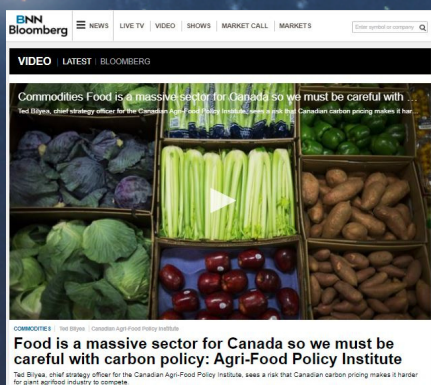 BNN
Bloomberg
NEWS LIVE TV VIDEO SHOWS MARKET CALL MARKETS
Enter symbol or company
VIDEO | LATEST | BLOOMBERG
Commodities Food is a massive sector for Canada so we must be careful with ...
Ted Bilyea, chief strategy officer for the Canadian Agri-Food Policy Institute, sees a risk that Canadian carbon pricing makes it har...
COMMODITIES | Ted Bilyea | Canadian Agri-Food Policy Institute
Food is a massive sector for Canada so we must be
careful with carbon policy: Agri-Food Policy Institute
Ted Bilyea, chief strategy officer for the Canadian Agri-Food Policy Institute, sees a risk that Canadian carbon pricing makes it harder
for giant agrifood industry to compete.